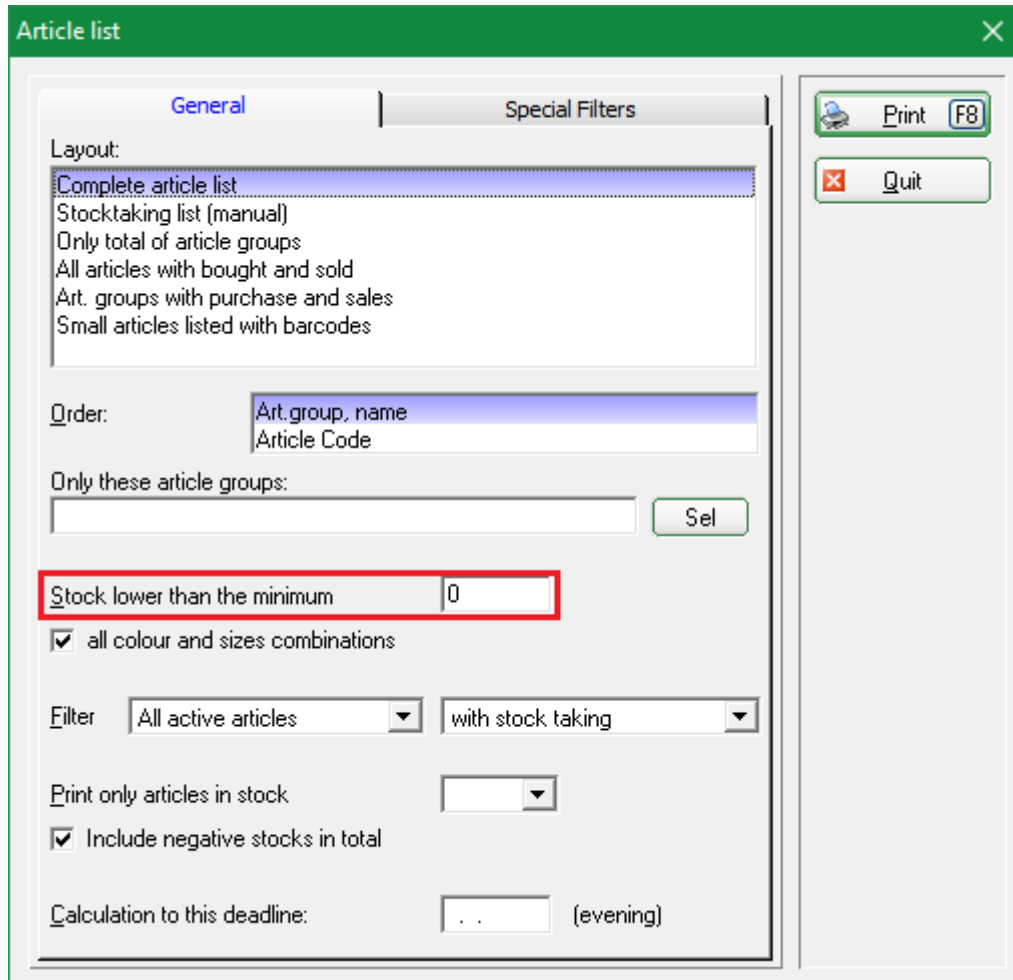 Article list
General
Special Filters
Print F8
Quit
Layout:
Complete article list
Stocktaking list (manual)
Only total of article groups
All articles with bought and sold
Art. groups with purchase and sales
Small articles listed with barcodes
Order:
Art.group, name
Article Code
Only these article groups:
Sel
Stock lower than the minimum 0
all colour and sizes combinations
Filter All active articles with stock taking
Print only articles in stock
Include negative stocks in total
Calculation to this deadline: . . (evening)